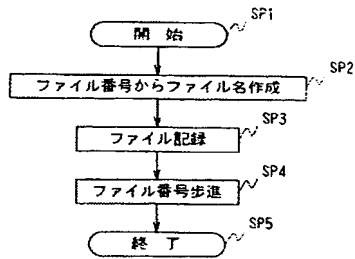 SP1
開 始
SP2
ファイル番号からファイル名作成
SP3
ファイル記録
SP4
ファイル番号歩進
SP5
終 了